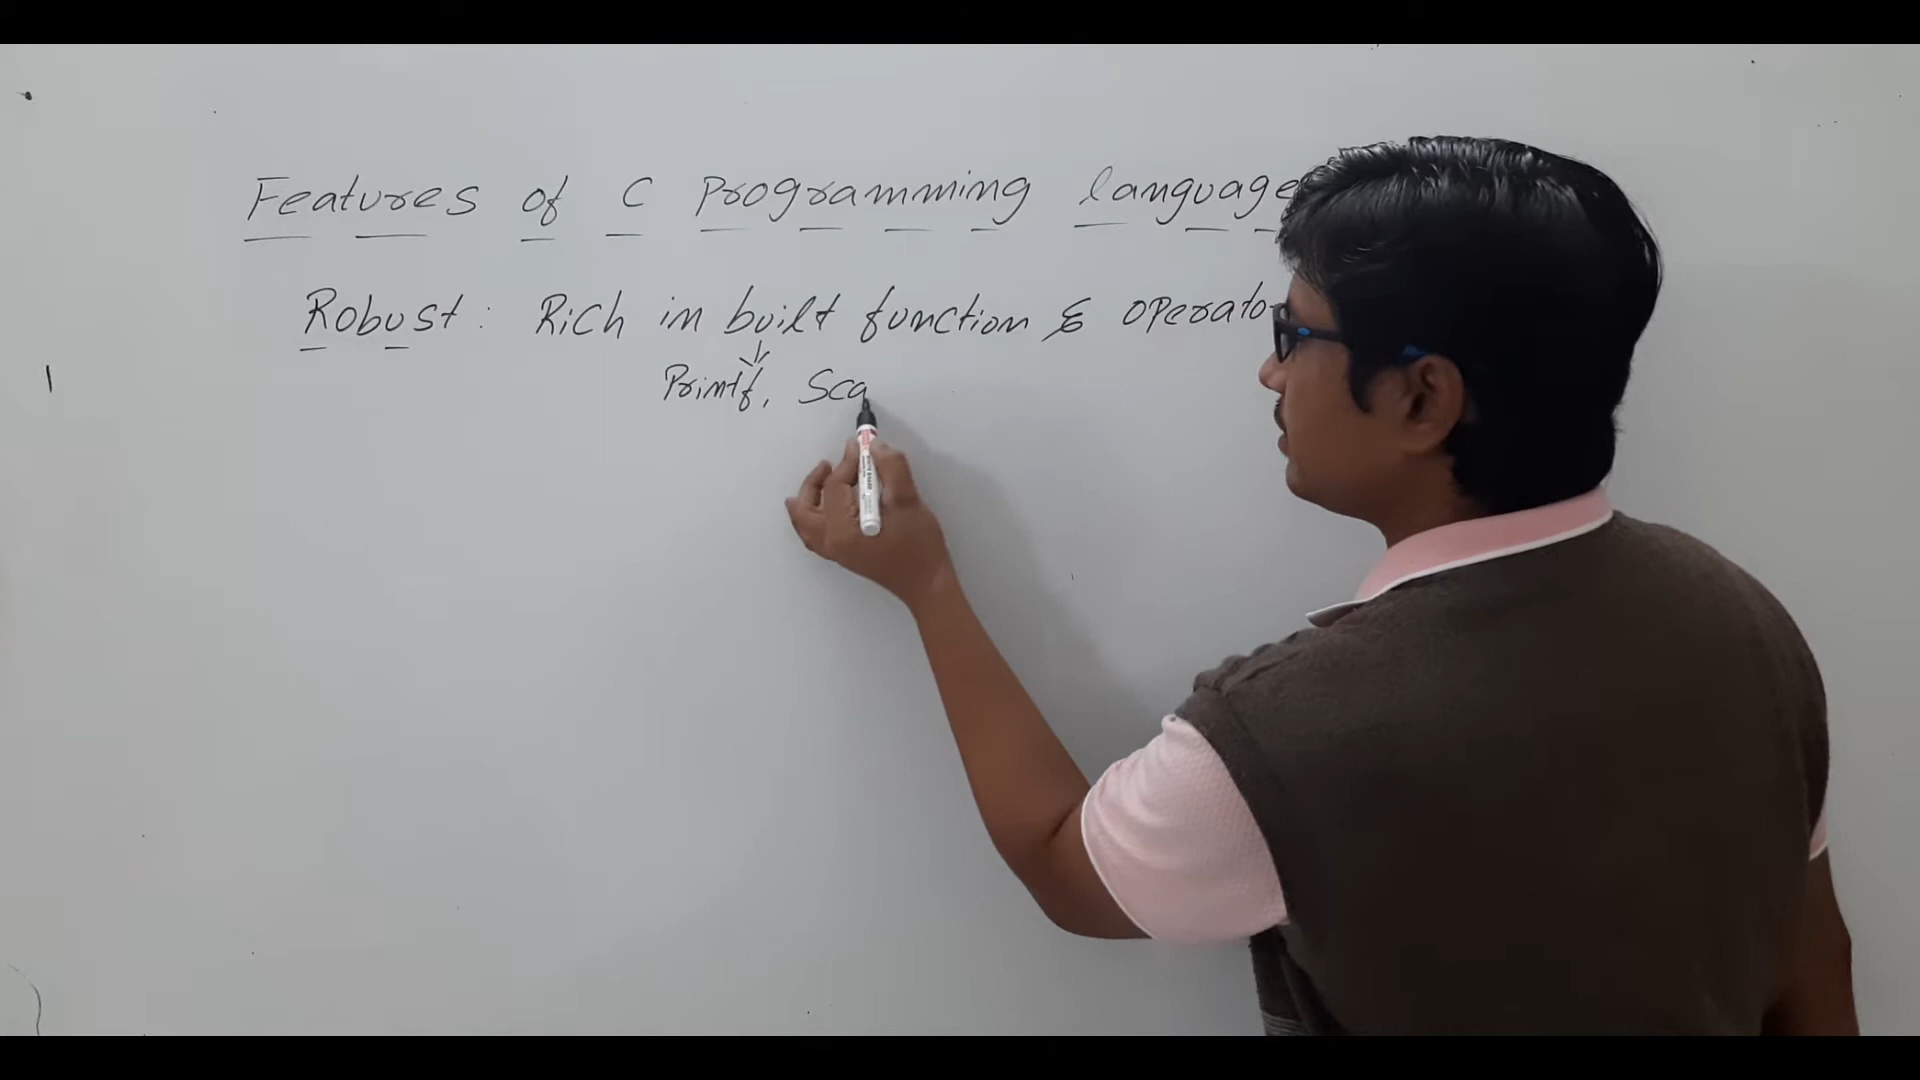 Features of C Programming language
Robust: Rich in built function & operato
Printf, Sca